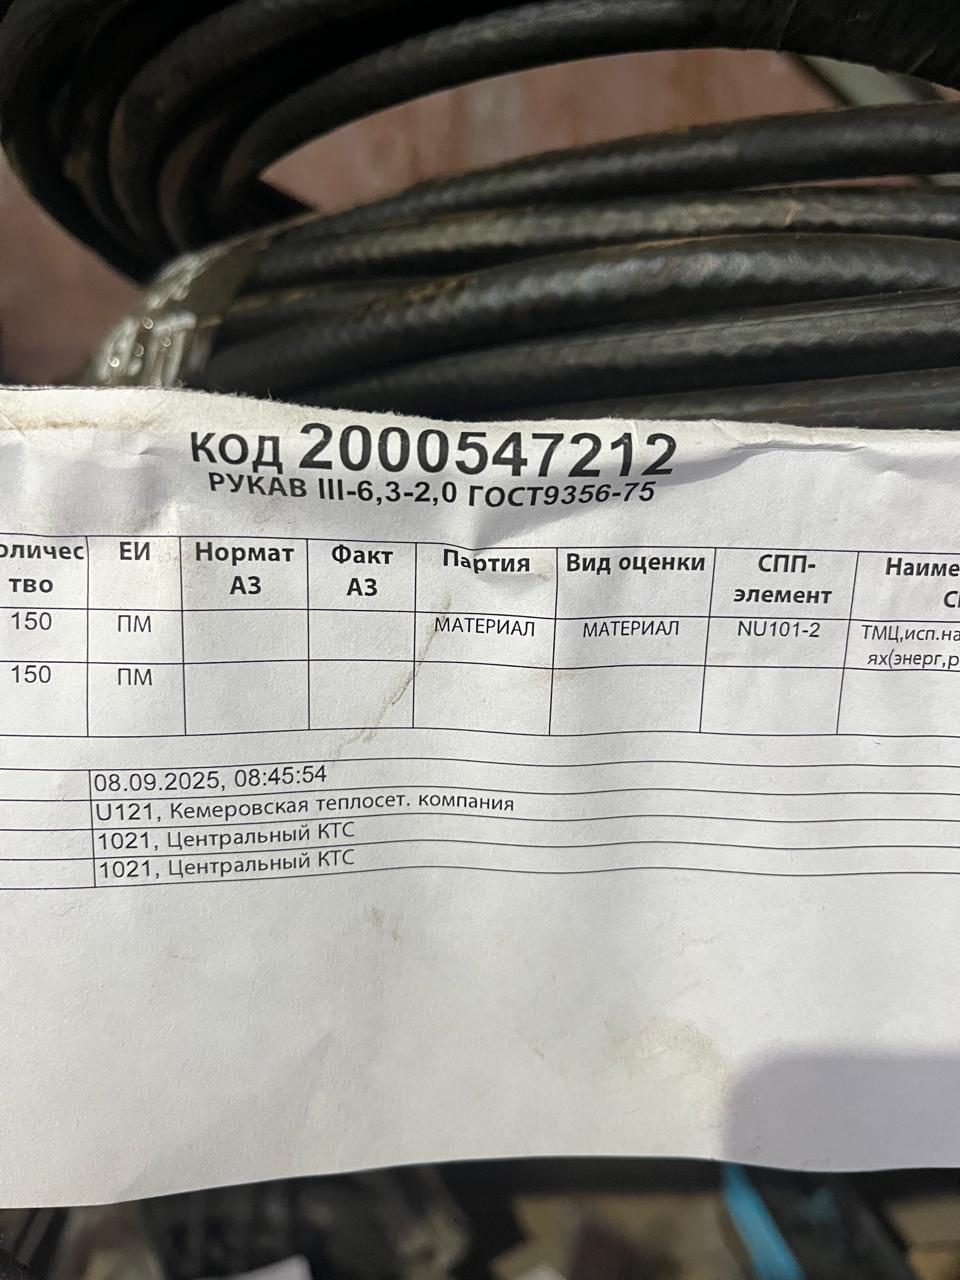 КОД 2000547212
РУКАВ III-6,3-2,0 ГОСТ9356-75
оличес тво ЕИ Нормат АЗ Факт АЗ Партия Вид оценки СПП-элемент Наиме С
150 ПМ МАТЕРИАЛ МАТЕРИАЛ NU101-2 ТМЦ,исп.на ях(энерг,р
150 ПМ
08.09.2025, 08:45:54
U121, Кемеровская теплосет. компания
1021, Центральный КТС
1021, Центральный КТС